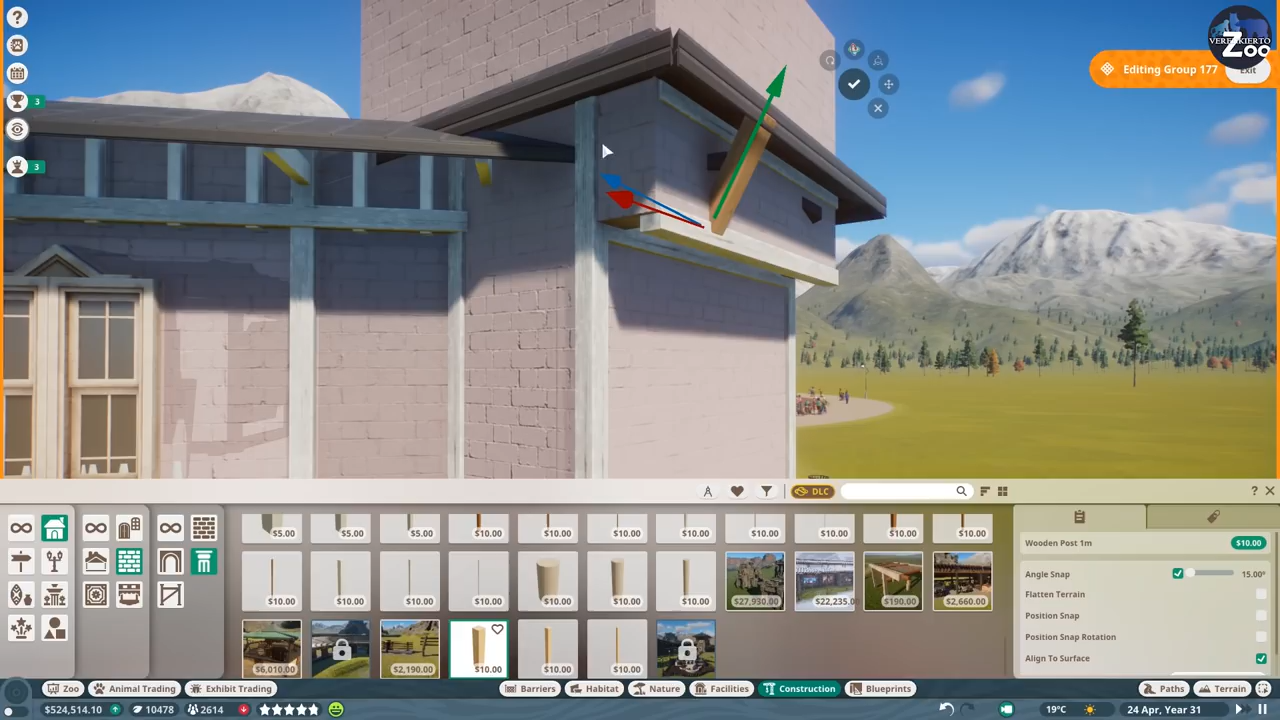 VEREKKIERTO
Zoo
Editing Group 177
Exit
3
3
DLC
$5.00 $5.00 $5.00 $10.00 $10.00 $10.00 $10.00 $10.00 $10.00 $10.00 $10.00
$10.00 $10.00 $10.00 $10.00 $10.00 $10.00 $10.00 $27,930.00 $22,235.00 $190.00 $2,660.00
$6,010.00 $2,190.00 $10.00 $10.00 $10.00
Wooden Post 1m $10.00
Angle Snap 15.00°
Flatten Terrain
Position Snap
Position Snap Rotation
Align To Surface
Zoo Animal Trading Exhibit Trading Barriers Habitat Nature Facilities Construction Blueprints Paths Terrain
$524,514.10 10478 2614 19°C 24 Apr, Year 31